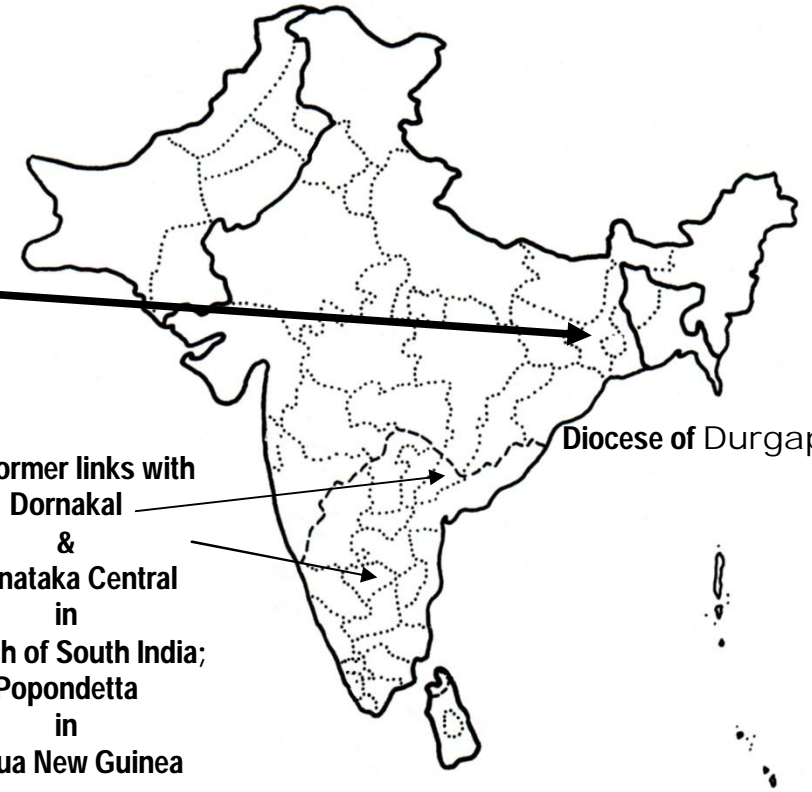 ormer links with
Dornakal
&
nataka Central
in
h of South India;
Popondetta
in
ua New Guinea
Diocese of Durgap